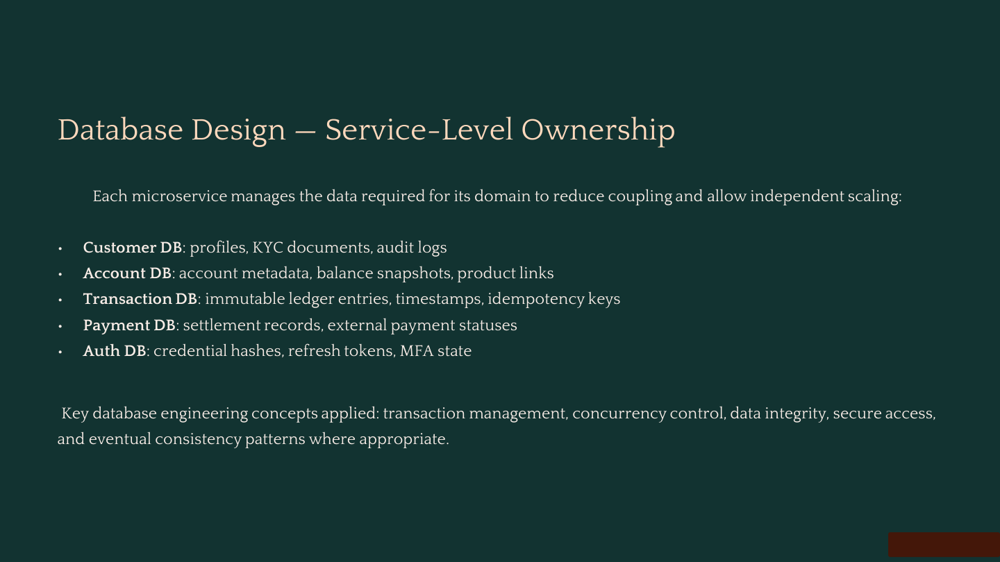 Database Design — Service-Level Ownership
Each microservice manages the data required for its domain to reduce coupling and allow independent scaling:
• Customer DB: profiles, KYC documents, audit logs
• Account DB: account metadata, balance snapshots, product links
• Transaction DB: immutable ledger entries, timestamps, idempotency keys
• Payment DB: settlement records, external payment statuses
• Auth DB: credential hashes, refresh tokens, MFA state
Key database engineering concepts applied: transaction management, concurrency control, data integrity, secure access,
and eventual consistency patterns where appropriate.